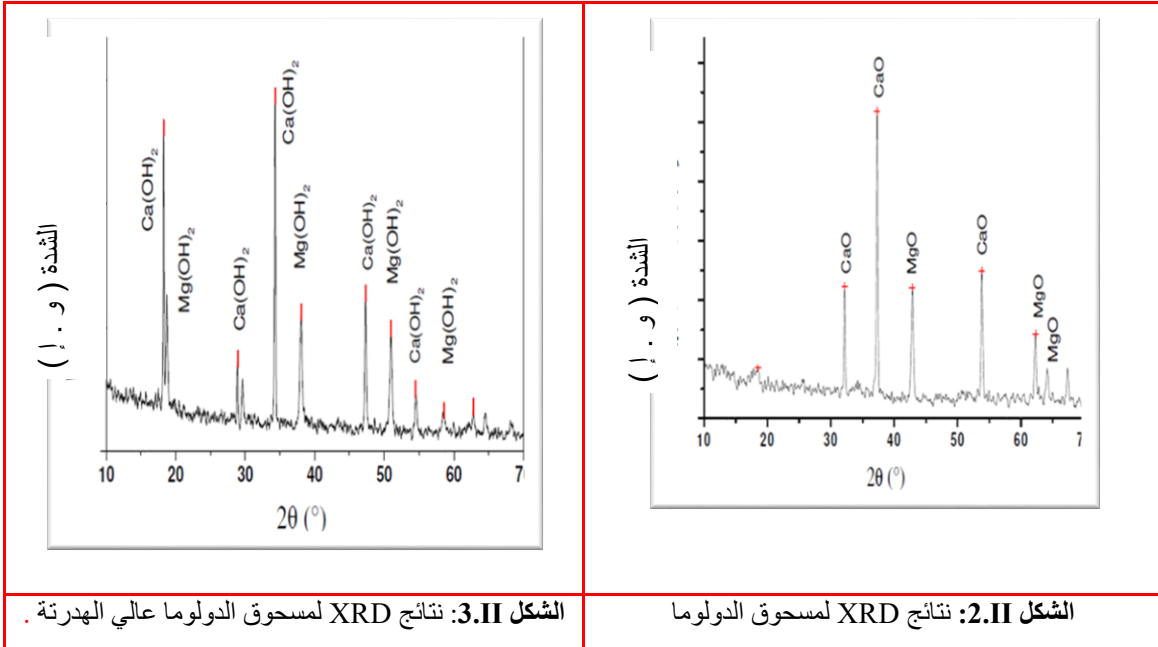 الشدة ( و . إ )
CaO
CaO
MgO
CaO
MgO
MgO
10 20 30 40 50 60 7
2θ (°)
الشكل 2.II: نتائج XRD لمسحوق الدولوما
الشدة ( و . إ )
Ca(OH)₂
Mg(OH)₂
Ca(OH)₂
Ca(OH)₂
Mg(OH)₂
Ca(OH)₂
Mg(OH)₂
Ca(OH)₂
Mg(OH)₂
10 20 30 40 50 60 7
2θ (°)
الشكل 3.II: نتائج XRD لمسحوق الدولوما عالي الهدرتة .